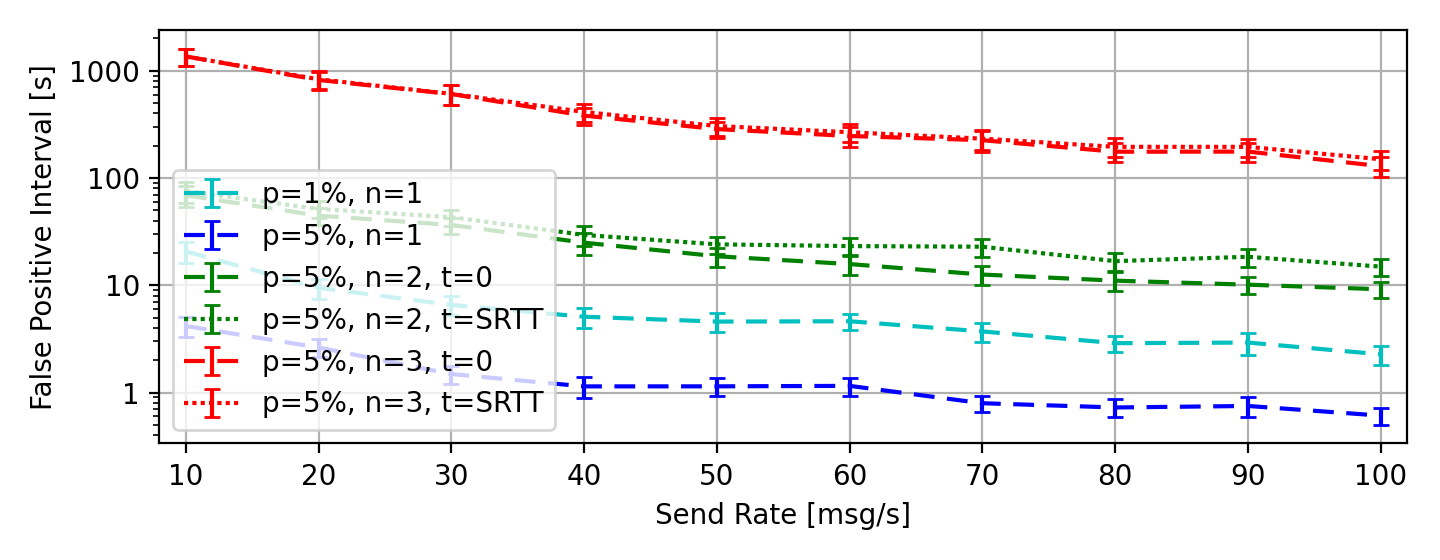 False Positive Interval [s]
1000
100
10
1
p=1%, n=1
p=5%, n=1
p=5%, n=2, t=0
p=5%, n=2, t=SRTT
p=5%, n=3, t=0
p=5%, n=3, t=SRTT
10 20 30 40 50 60 70 80 90 100
Send Rate [msg/s]